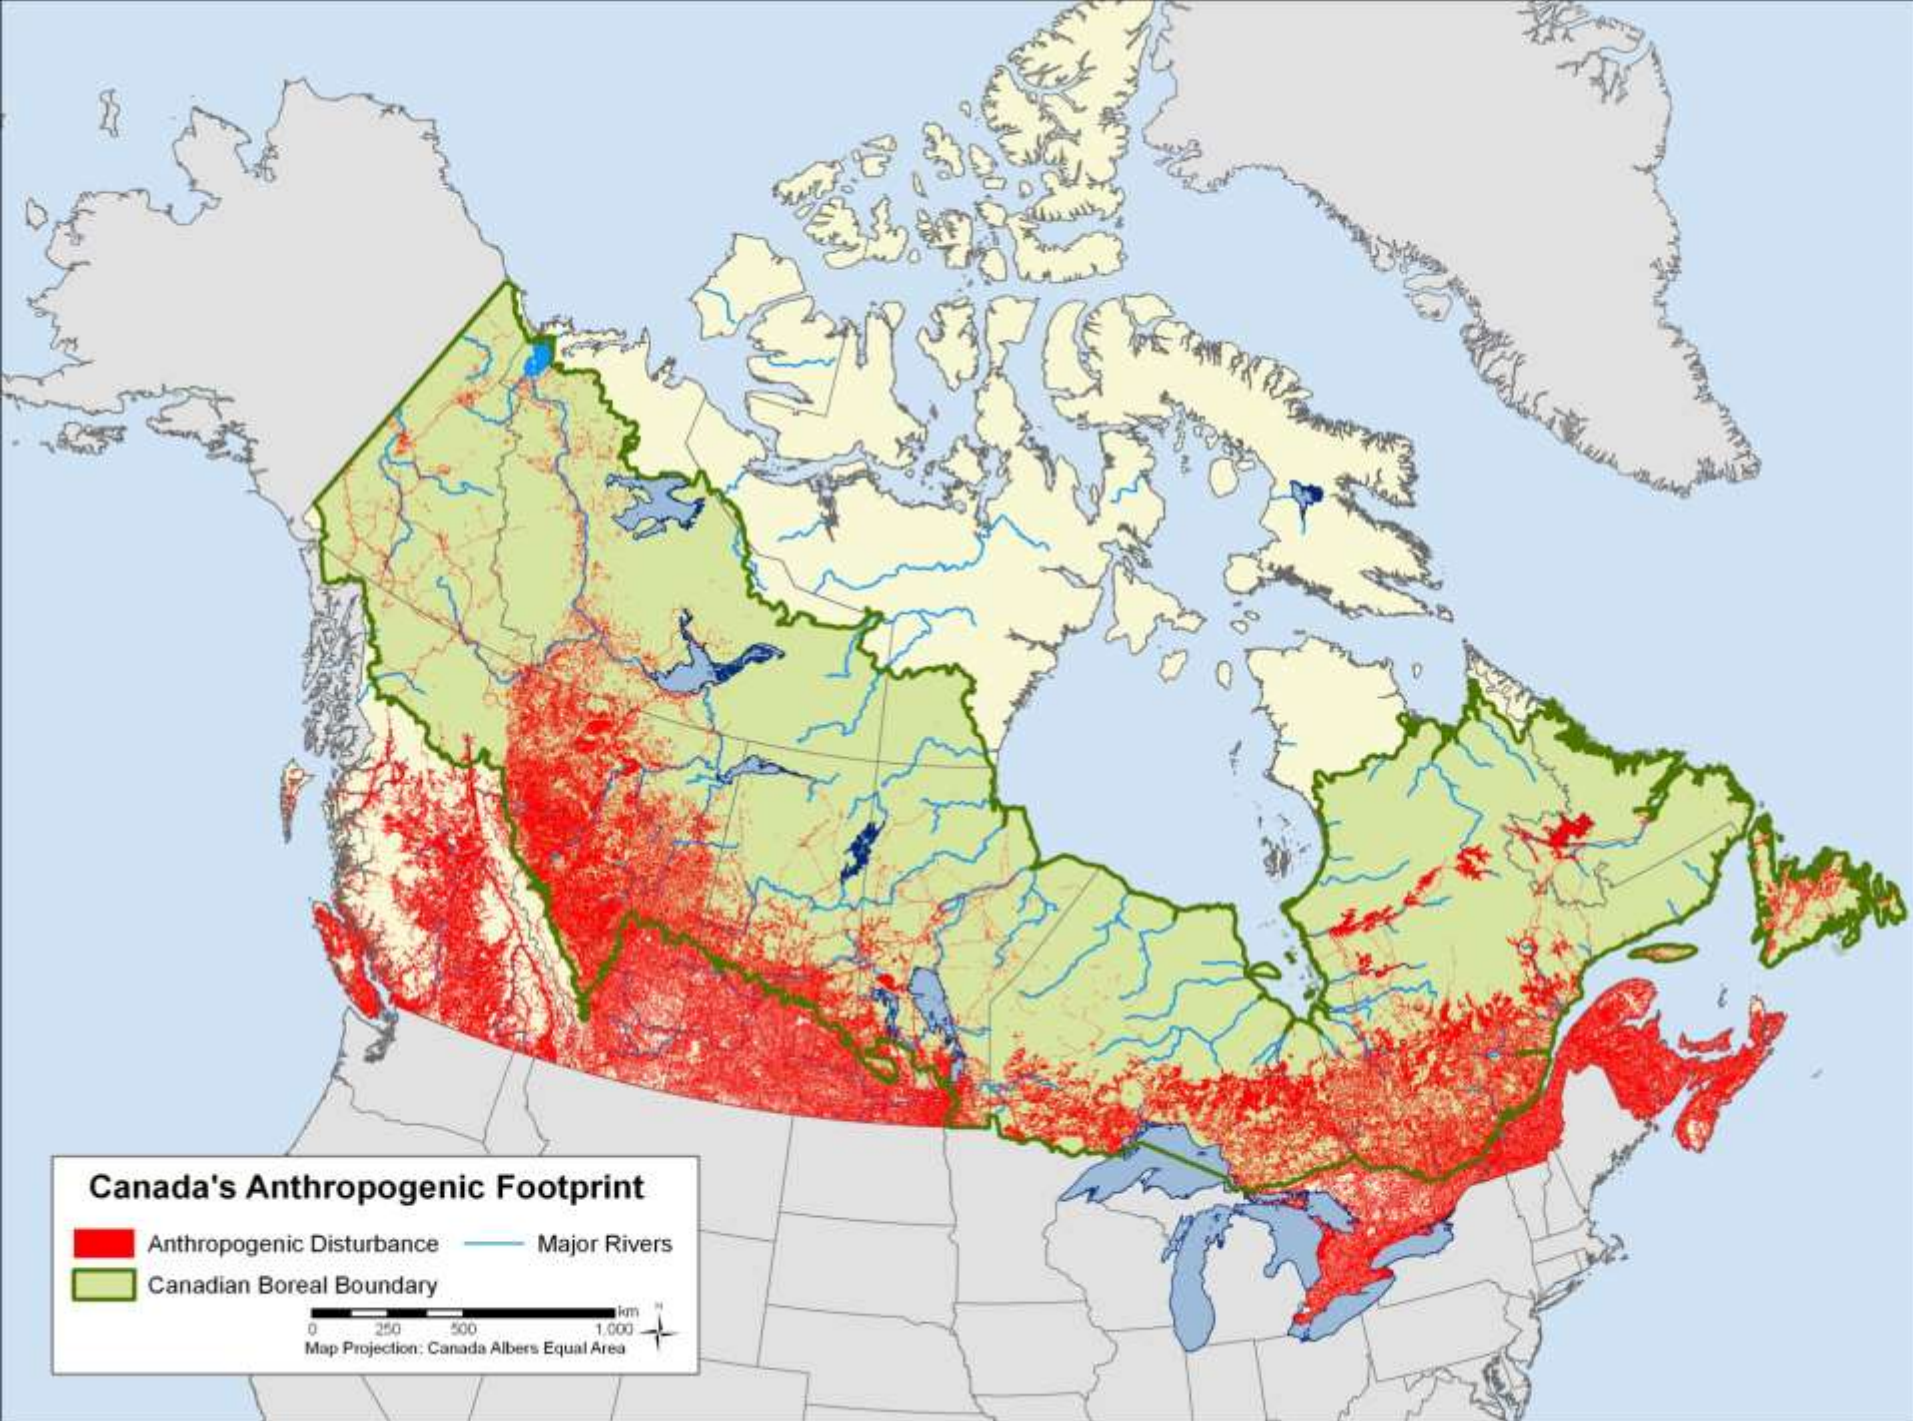 Canada's Anthropogenic Footprint
Anthropogenic Disturbance
Major Rivers
Canadian Boreal Boundary
km
N
0 250 500 1,000
Map Projection: Canada Albers Equal Area